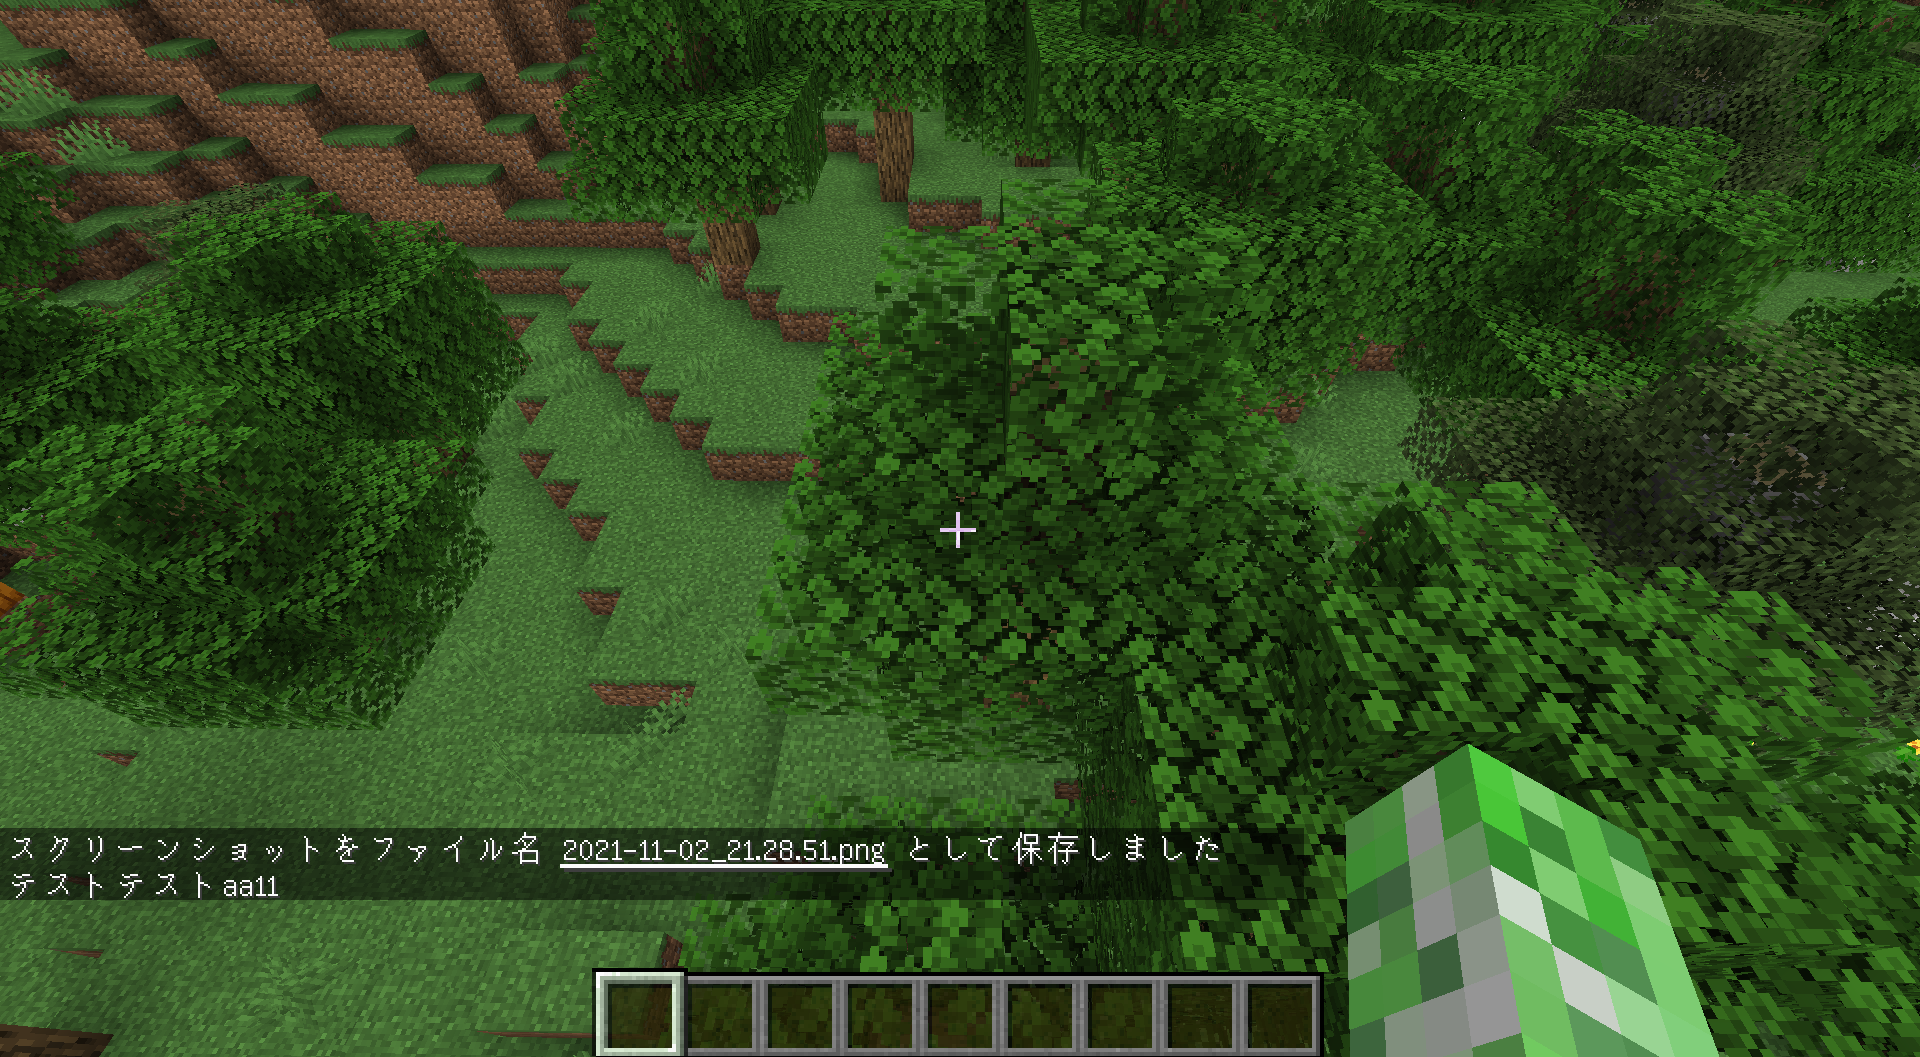 スクリーンショットをファイル名 2021-11-02_21.28.51.png として保存しました
テストテストaa11